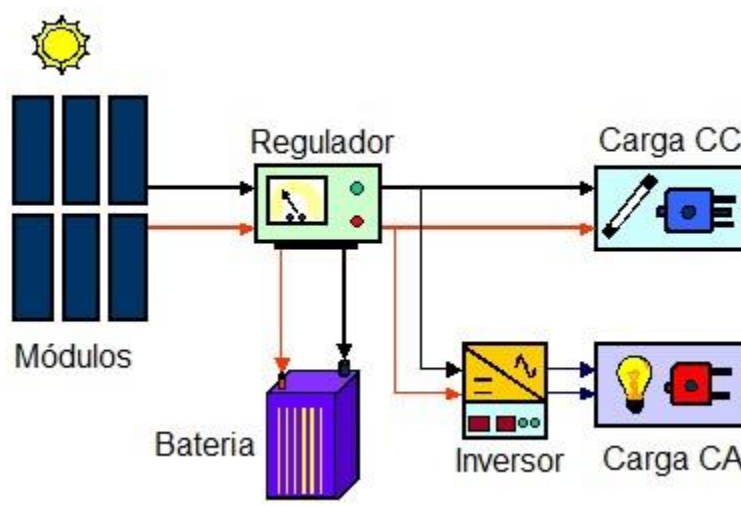 Regulador
Carga CC
Módulos
Bateria
Inversor
Carga CA